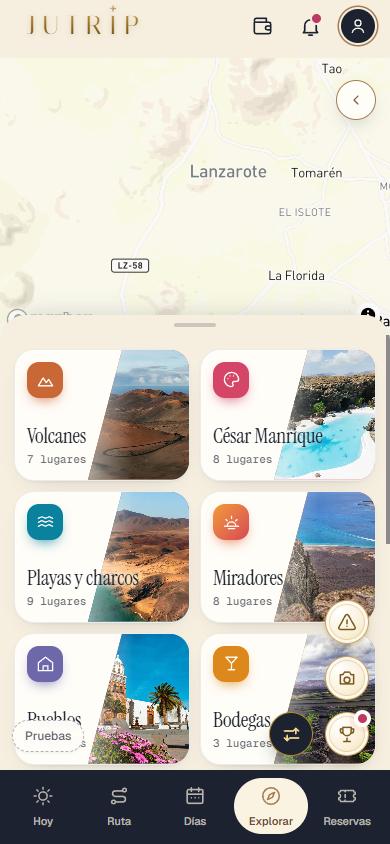 JUTRIP
Tao
Lanzarote
Tomarén
EL ISLOTE
LZ-58
La Florida
Volcanes
7 lugares
César Manrique
8 lugares
Playas y charcos
9 lugares
Miradores
8 lugares
Pueblos
Bodegas
3 lugares
Pruebas
Hoy
Ruta
Días
Explorar
Reservas